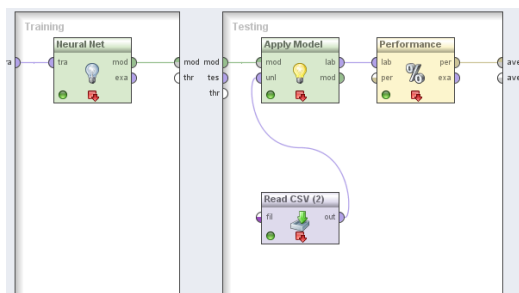 Training
Neural Net
tra
mod
exa
ra
mod
thr
Testing
mod
tes
thr
Apply Model
mod
unl
lab
mod
Performance
lab
per
per
exa
ave
ave
Read CSV (2)
fil
out